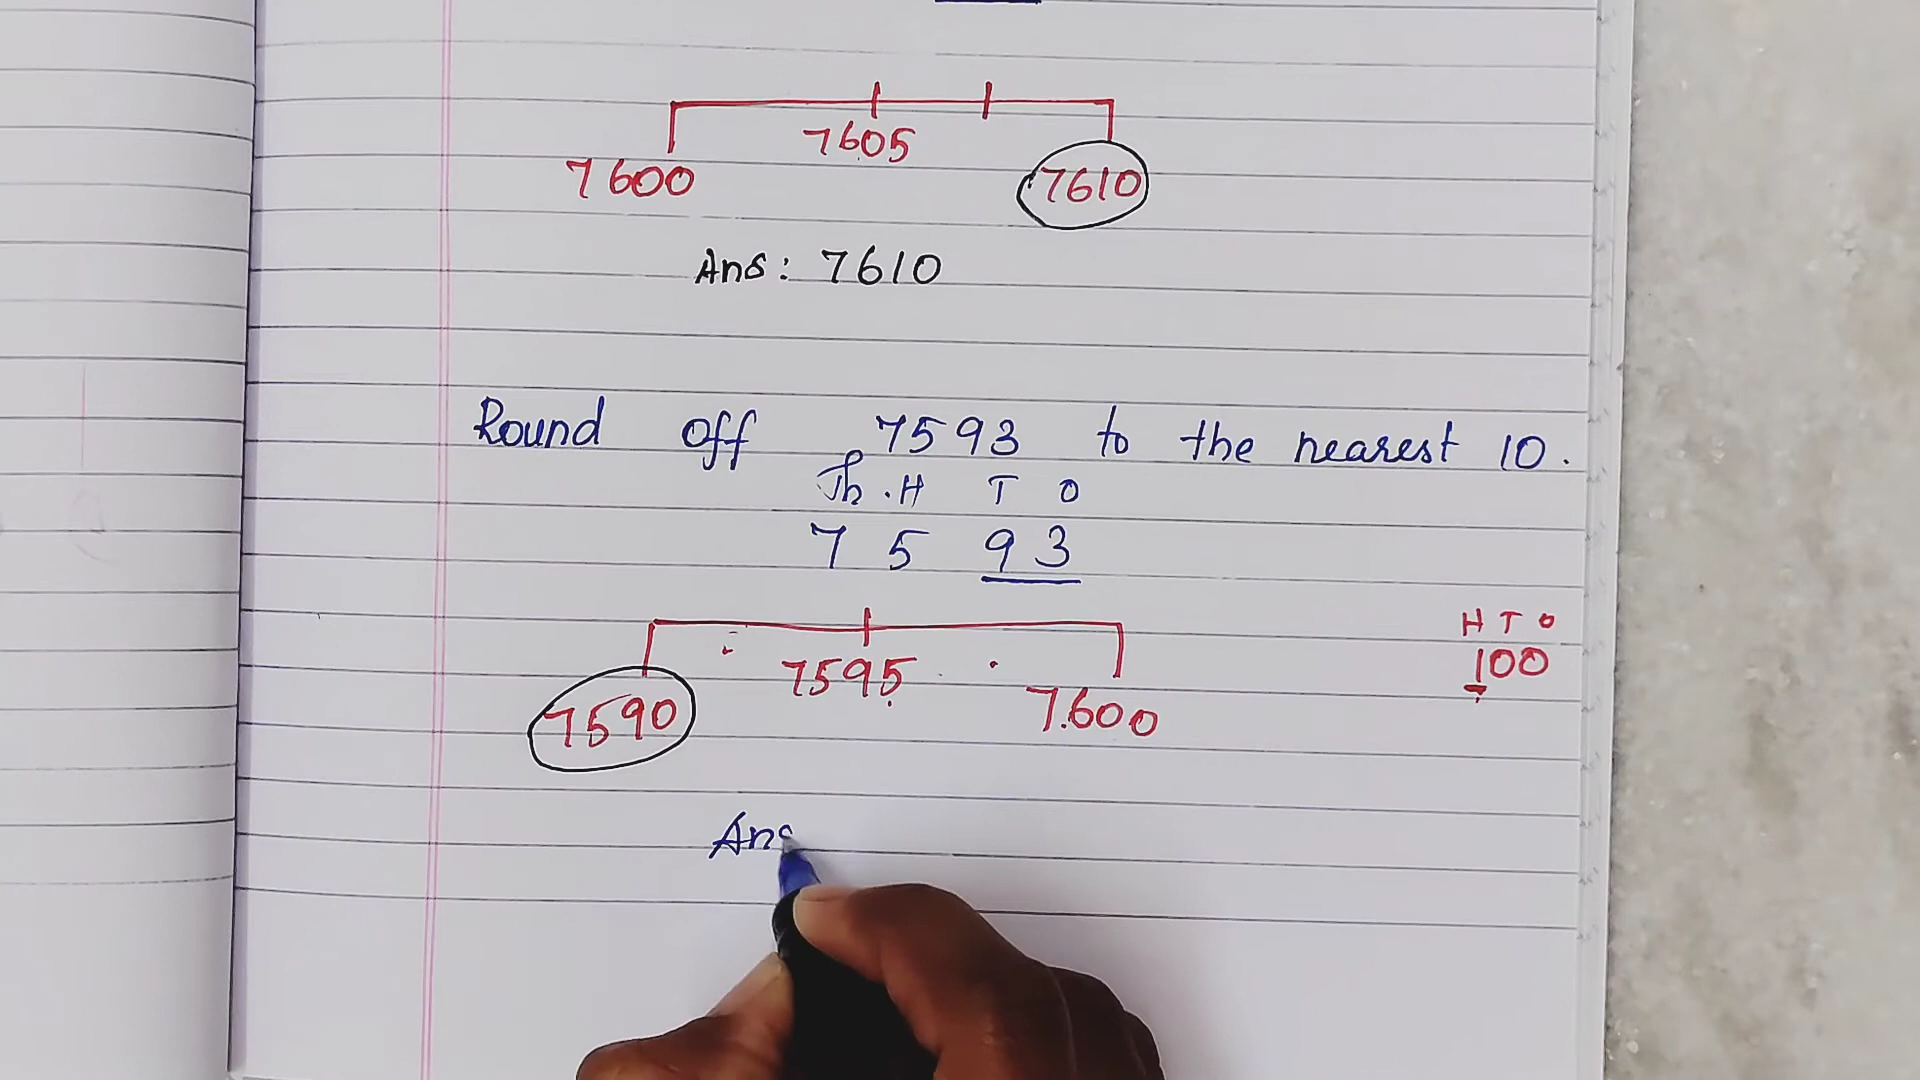 7605
7600 7610
Ans: 7610
Round off 7593 to the nearest 10.
Th H T O
7 5 9 3
H T O
100
7595
7590 7600
Ans